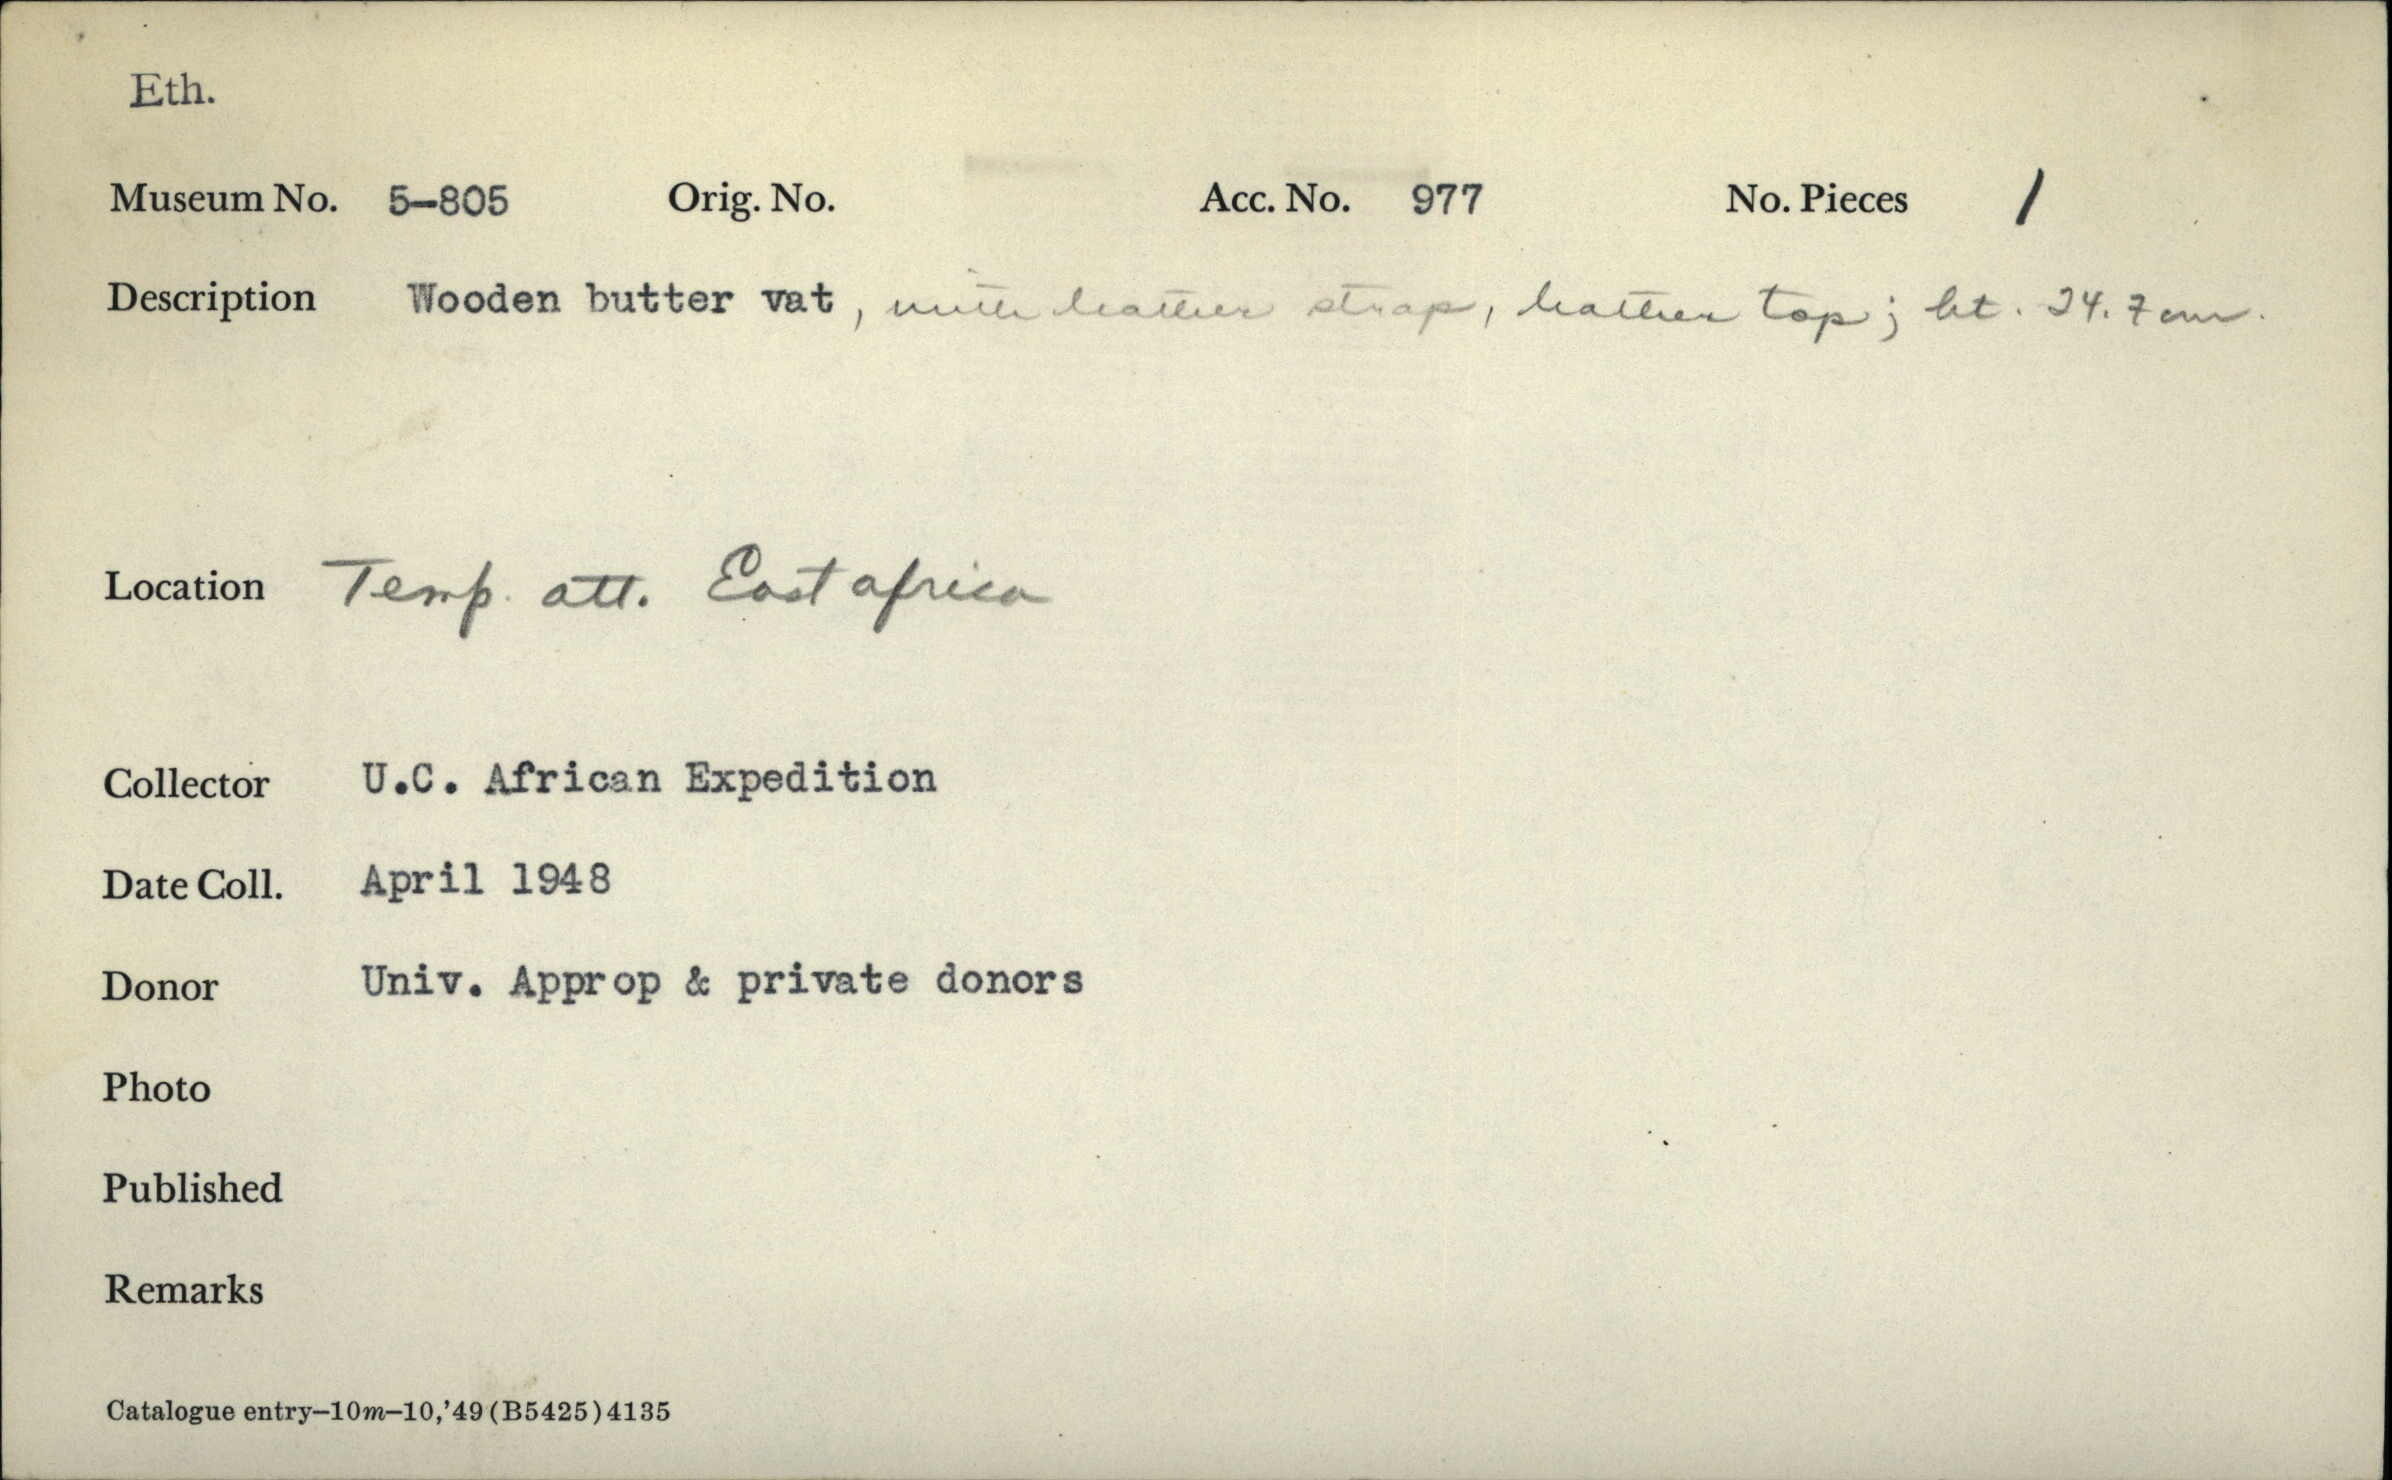 Eth.
Museum No. 5-805 Orig. No. Acc. No. 977 No. Pieces 1
Description Wooden butter vat, with leather strap, leather top; ht. 24.7 cm.
Location Temp. att. East africa
Collector U.C. African Expedition
Date Coll. April 1948
Donor Univ. Approp & private donors
Photo
Published
Remarks
Catalogue entry—10m—10,'49(B5425)4135